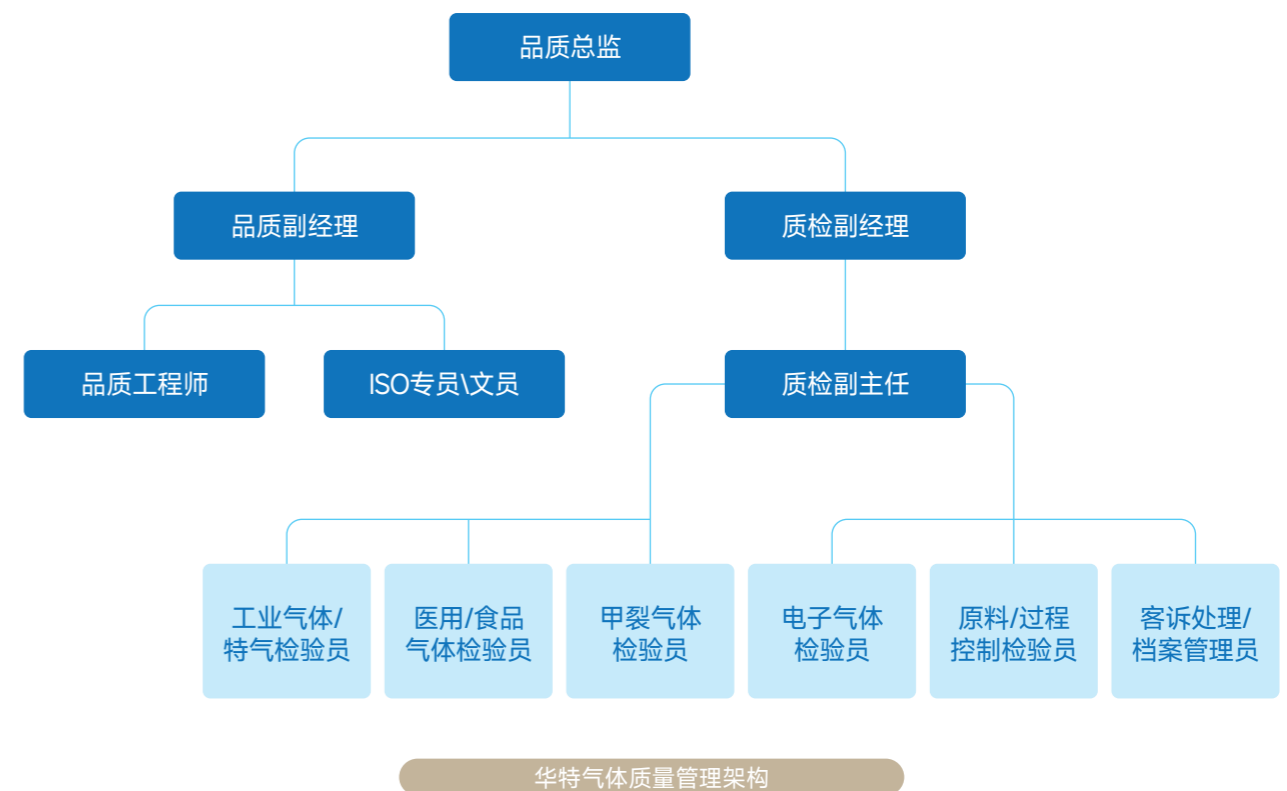 品质总监
品质副经理
质检副经理
品质工程师
ISO专员\文员
质检副主任
工业气体/
特气检验员
医用/食品
气体检验员
甲裂气体
检验员
电子气体
检验员
原料/过程
控制检验员
客诉处理/
档案管理员
华特气体质量管理架构